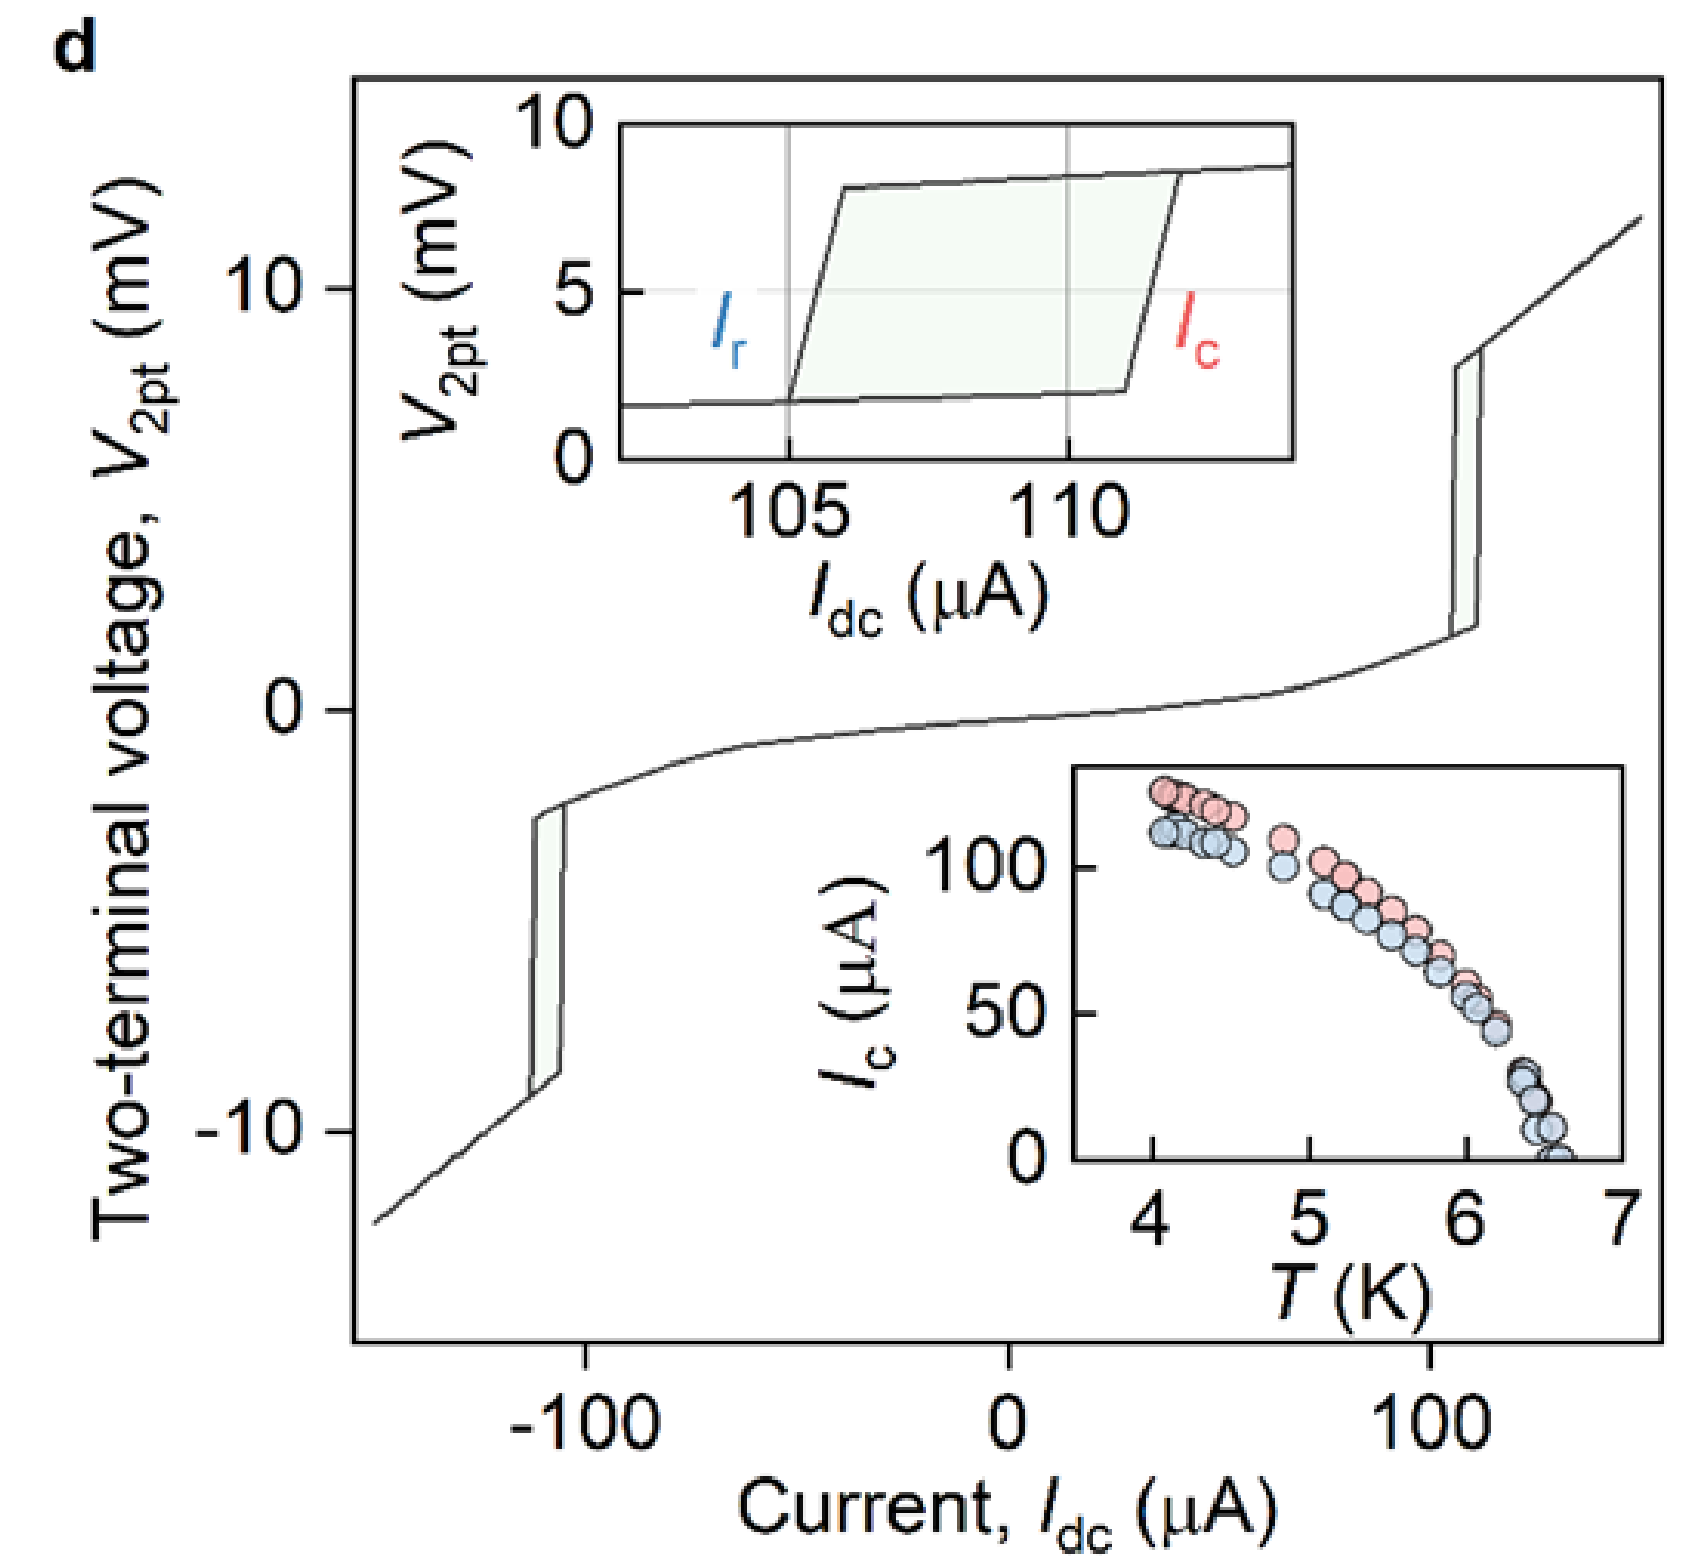 d
Two-terminal voltage, V2pt (mV)
10
0
-10
V2pt (mV)
10
5
0
Ir
Ic
105 110
Idc (μA)
Ic (μA)
100
50
0
4 5 6 7
T (K)
-100 0 100
Current, Idc (μA)